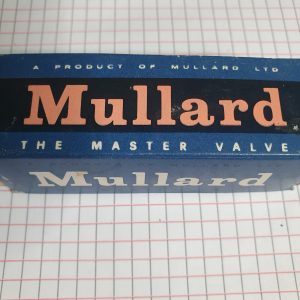 A PRODUCT OF MULLARD LTD
Mullard
THE MASTER VALVE
Mullard